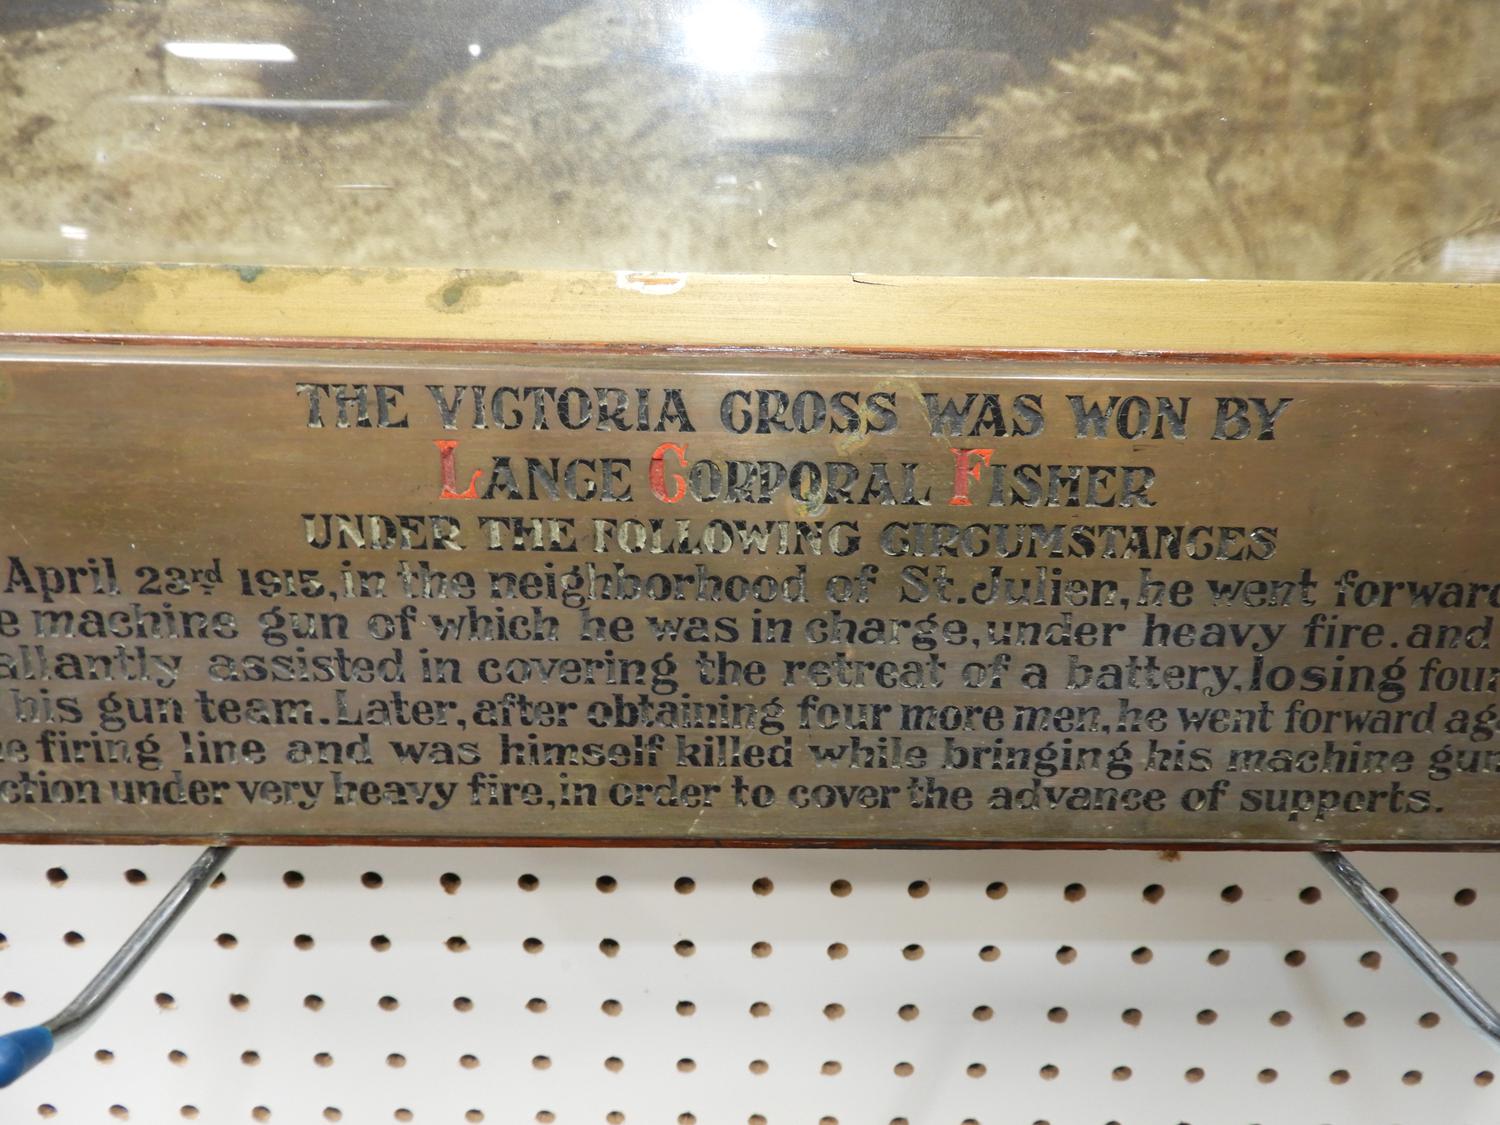 THE VICTORIA CROSS WAS WON BY
LANCE CORPORAL FISHER
UNDER THE FOLLOWING CIRCUMSTANCES
April 23rd 1915, in the neighborhood of St. Julien, he went forward
e machine gun of which he was in charge, under heavy fire. and
allantly assisted in covering the retreat of a battery, losing four
his gun team. Later, after obtaining four more men, he went forward ag
e firing line and was himself killed while bringing his machine gun
ction under very heavy fire, in order to cover the advance of supports.